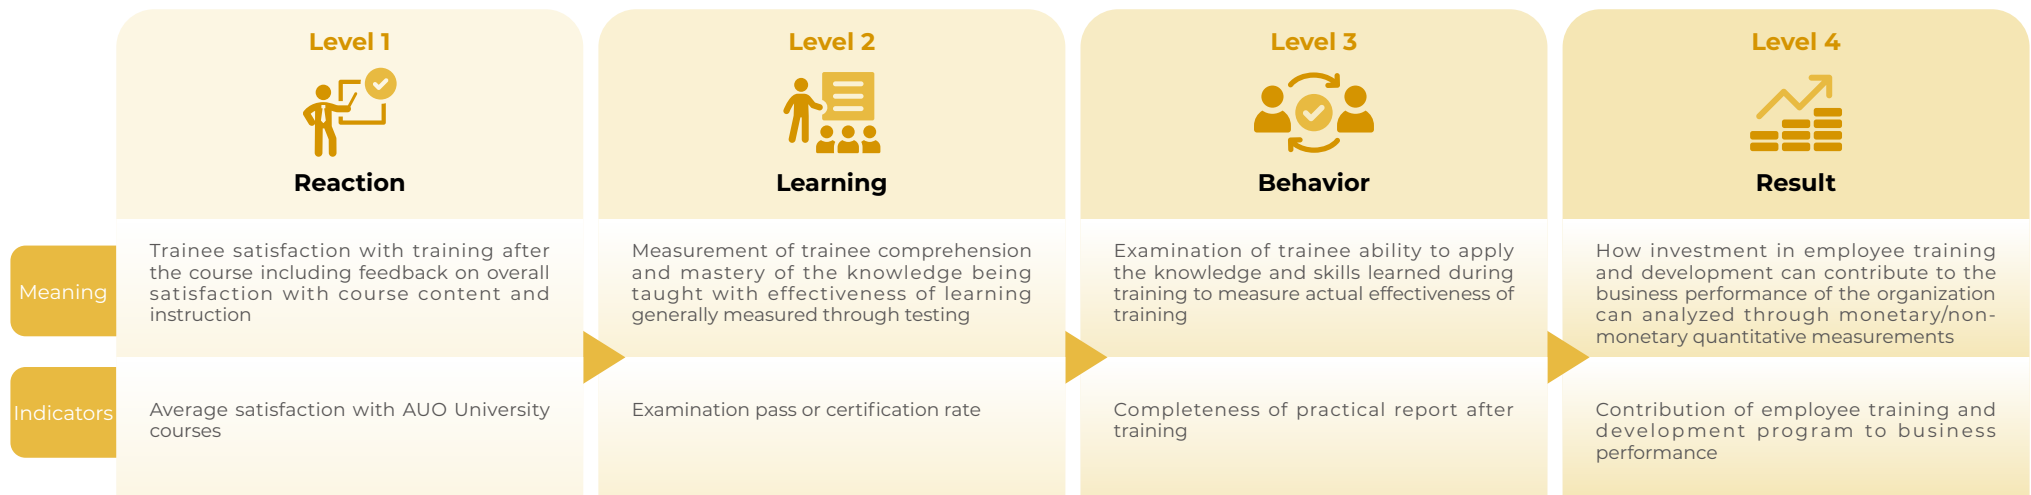 Level 1
Reaction
Level 2
Learning
Level 3
Behavior
Level 4
Result
Meaning
Trainee satisfaction with training after
the course including feedback on overall
satisfaction with course content and
instruction
Measurement of trainee comprehension
and mastery of the knowledge being
taught with effectiveness of learning
generally measured through testing
Examination of trainee ability to apply
the knowledge and skills learned during
training to measure actual effectiveness of
training
How investment in employee training
and development can contribute to the
business performance of the organization
can analyzed through monetary/non-
monetary quantitative measurements
Indicators
Average satisfaction with AUO University
courses
Examination pass or certification rate
Completeness of practical report after
training
Contribution of employee training and
development program to business
performance